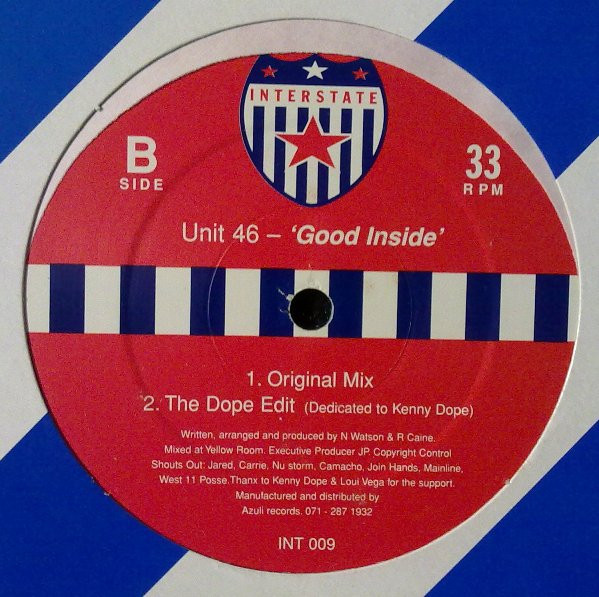 INTERSTATE
B
SIDE
33
RPM
Unit 46 – ‘Good Inside’
1. Original Mix
2. The Dope Edit (Dedicated to Kenny Dope)
Written, arranged and produced by N Watson & R Caine.
Mixed at Yellow Room. Executive Producer JP. Copyright Control
Shouts Out: Jared, Carrie, Nu storm, Camacho, Join Hands, Mainline,
West 11 Posse.Thanx to Kenny Dope & Loui Vega for the support.
Manufactured and distributed by
Azuli records. 071 - 287 1932
INT 009